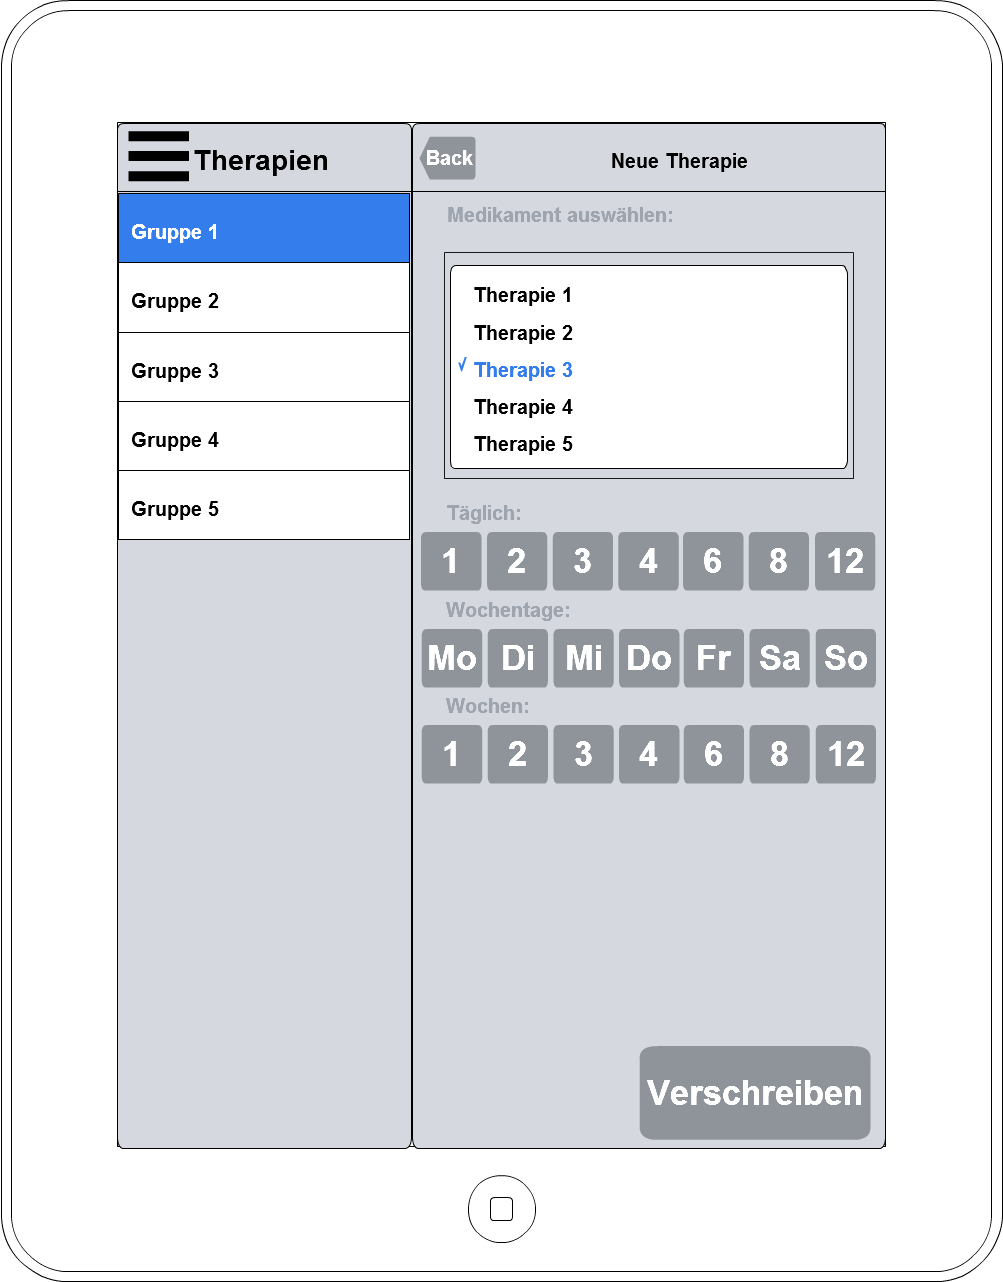 Therapien
Gruppe 1
Gruppe 2
Gruppe 3
Gruppe 4
Gruppe 5
Back
Neue Therapie
Medikament auswählen:
Therapie 1
Therapie 2
√ Therapie 3
Therapie 4
Therapie 5
Täglich:
1 2 3 4 6 8 12
Wochentage:
Mo Di Mi Do Fr Sa So
Wochen:
1 2 3 4 6 8 12
Verschreiben